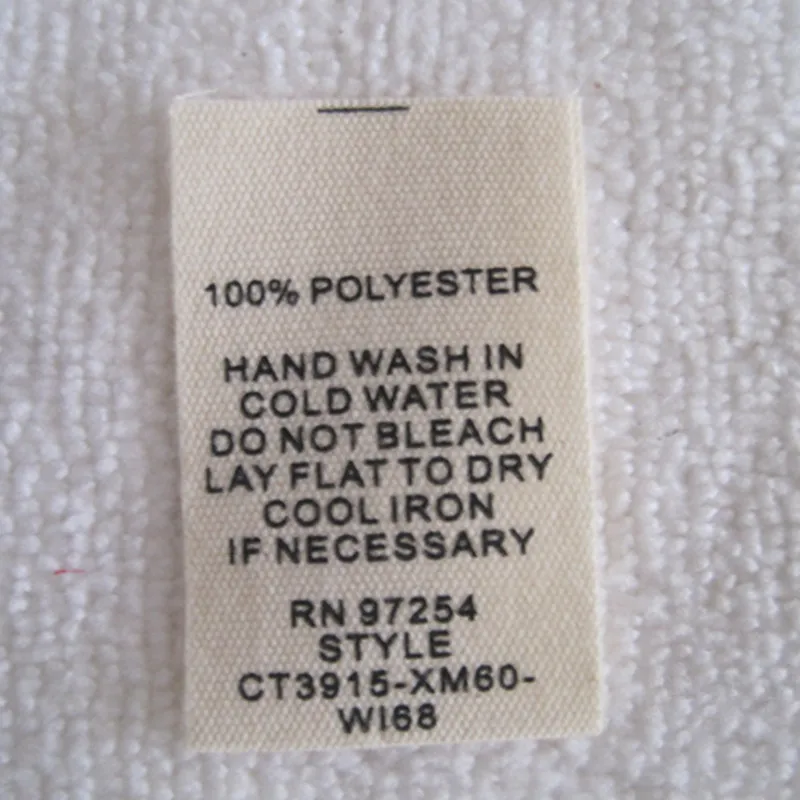 100% POLYESTER
HAND WASH IN
COLD WATER
DO NOT BLEACH
LAY FLAT TO DRY
COOL IRON
IF NECESSARY
RN 97254
STYLE
CT3915-XM60-
WI68